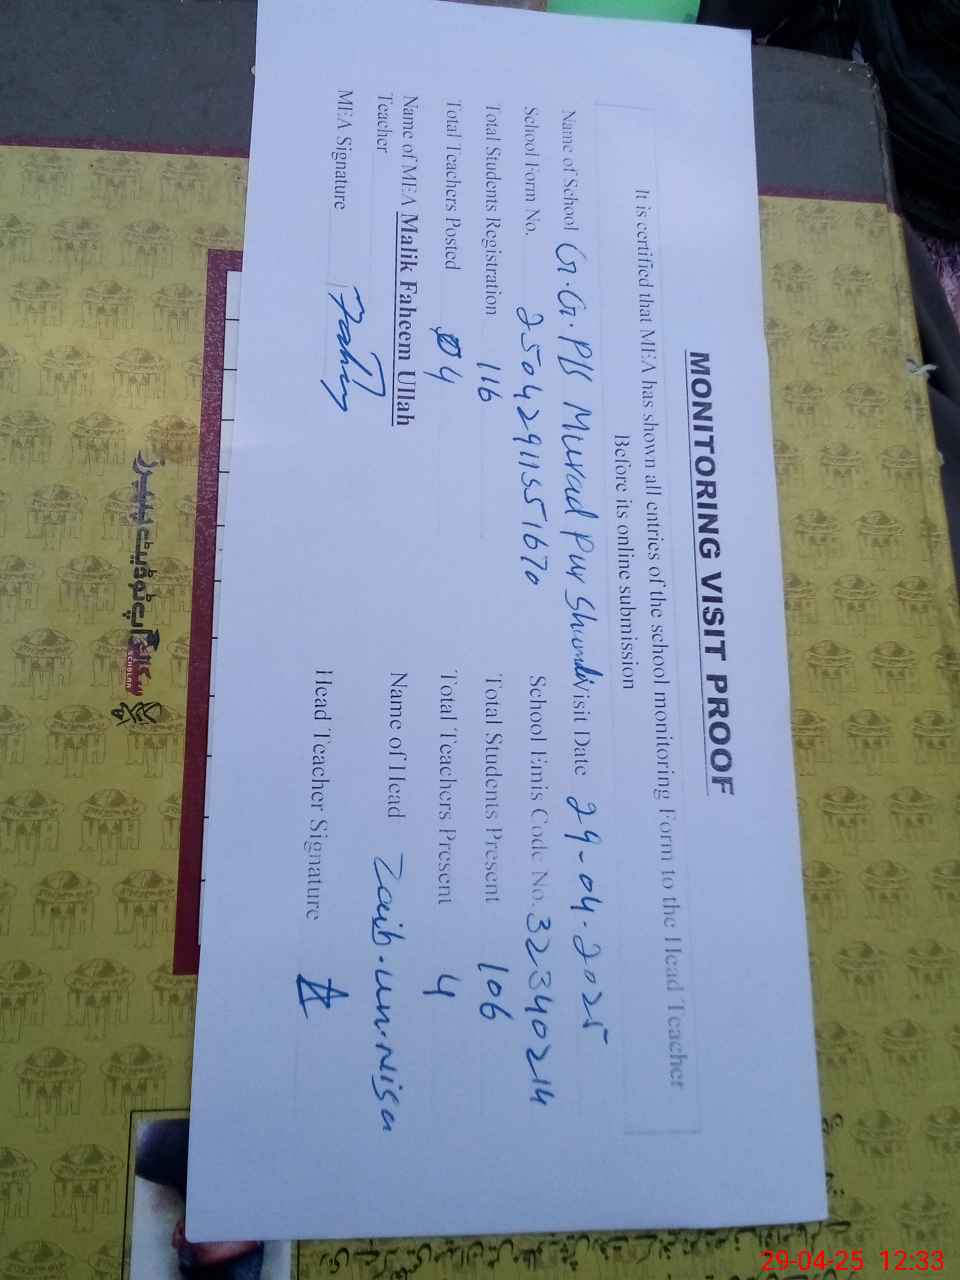 MONITORING VISIT PROOF
It is certified that MEA has shown all entries of the school monitoring Form to the Head Teacher
Before its online submission
Name of School G.G.P/S Murad Pur Shumali Visit Date 29-04-2025
School Form No. 25042911551670 School Emis Code No. 32340214
Total Students Registration 116 Total Students Present 106
Total Teachers Posted 04 Total Teachers Present 4
Name of MEA Malik Faheem Ullah Name of Head Zaib-un-Nisa
Teacher
MEA Signature Head Teacher Signature
SCHOLAR
29-04-25 12:33